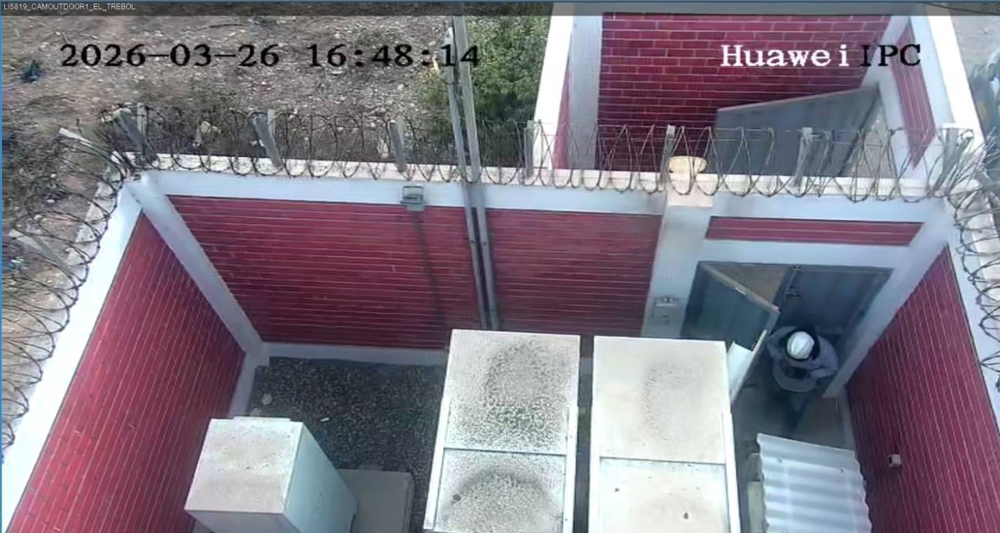 LI5819_CAMOUTDOOR1_EL_TREBOL
2026-03-26 16:48:14
Huawei IPC